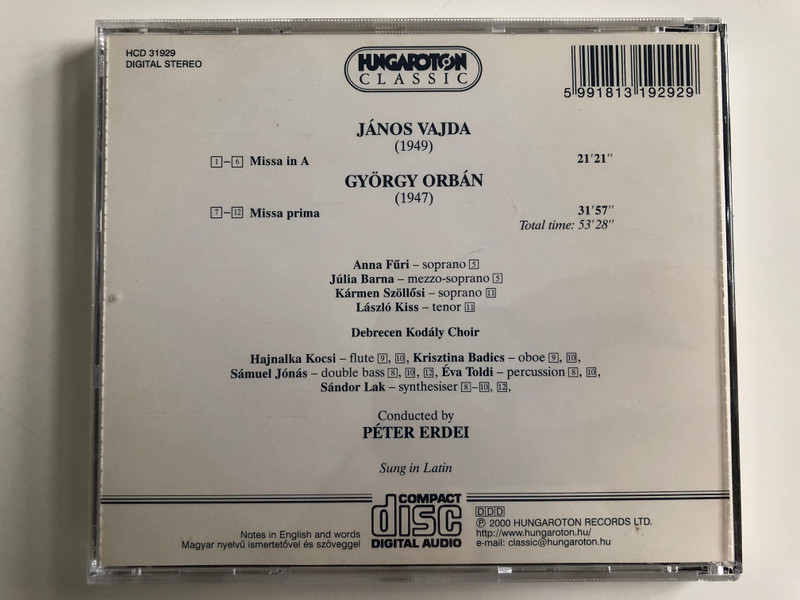 HCD 31929
DIGITAL STEREO
HUNGAROTON
CLASSIC
5 991813 192929
JÁNOS VAJDA
(1949)
1–6 Missa in A 21'21"
GYÖRGY ORBÁN
(1947)
7–12 Missa prima 31'57"
Total time: 53'28"
Anna Fűri – soprano 5
Júlia Barna – mezzo-soprano 5
Kármen Szöllősi – soprano 11
László Kiss – tenor 11
Debrecen Kodály Choir
Hajnalka Kocsi – flute 9, 10, Krisztina Badics – oboe 9, 10,
Sámuel Jónás – double bass 8, 10, 12, Éva Toldi – percussion 8, 10,
Sándor Lak – synthesiser 8–10, 12,
Conducted by
PÉTER ERDEI
Sung in Latin
Notes in English and words
Magyar nyelvű ismertetővel és szöveggel
COMPACT
disc
DIGITAL AUDIO
DDD
℗ 2000 HUNGAROTON RECORDS LTD.
http://www.hungaroton.hu/
e-mail: classic@hungaroton.hu